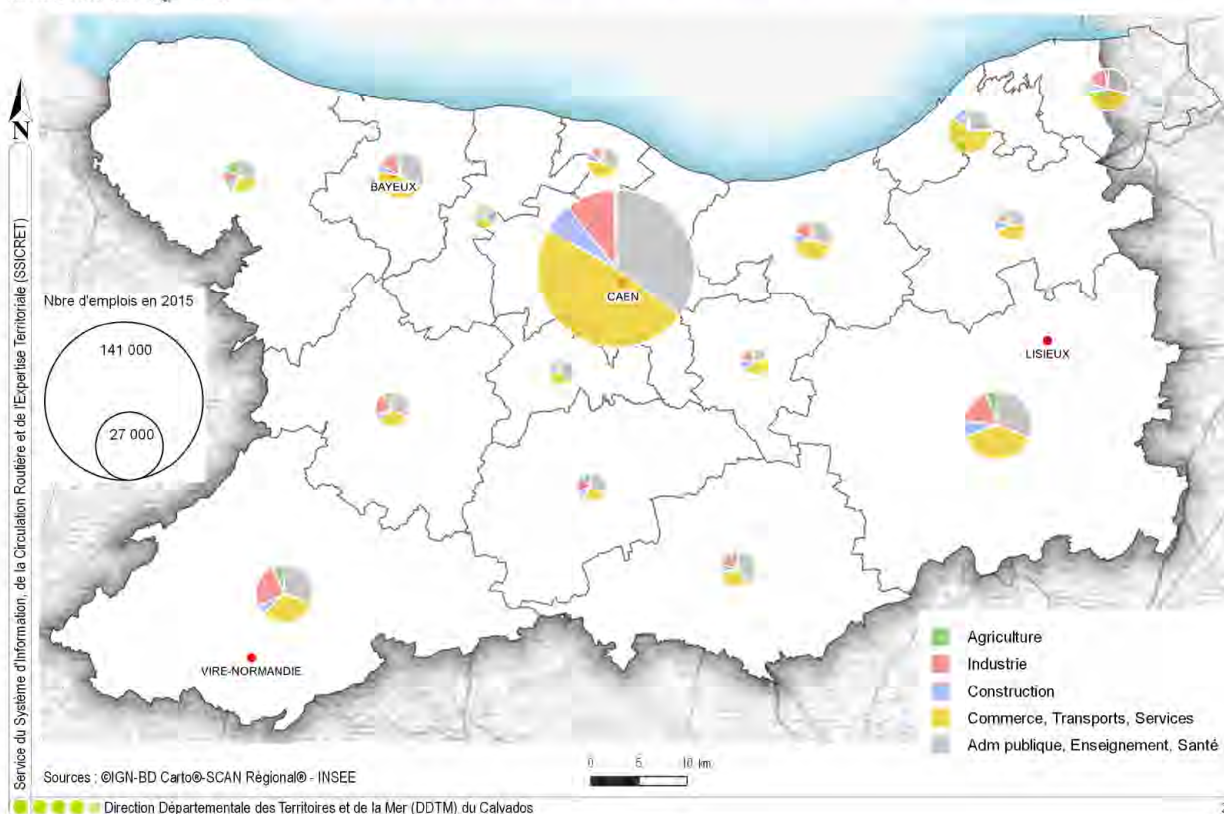 N
Service du Système d'Information, de la Circulation Routière et de l'Expertise Territoriale (SSICRET)
BAYEUX
CAEN
Nbre d'emplois en 2015
141 000
27 000
LISIEUX
VIRE-NORMANDIE
Agriculture
Industrie
Construction
Commerce, Transports, Services
Adm publique, Enseignement, Santé
0 5 10 km
Sources : ©IGN-BD Carto®-SCAN Régional® - INSEE
Direction Départementale des Territoires et de la Mer (DDTM) du Calvados